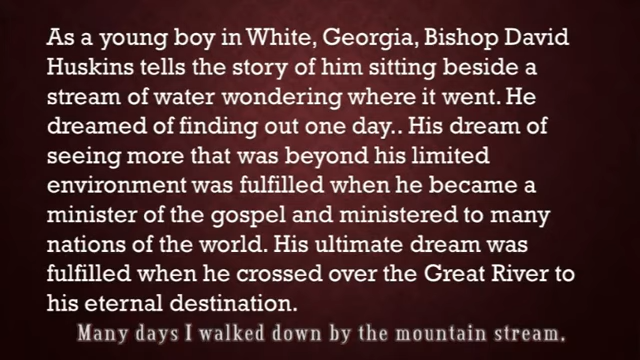 As a young boy in White, Georgia, Bishop David
Huskins tells the story of him sitting beside a
stream of water wondering where it went. He
dreamed of finding out one day.. His dream of
seeing more that was beyond his limited
environment was fulfilled when he became a
minister of the gospel and ministered to many
nations of the world. His ultimate dream was
fulfilled when he crossed over the Great River to
his eternal destination.
Many days I walked down by the mountain stream.